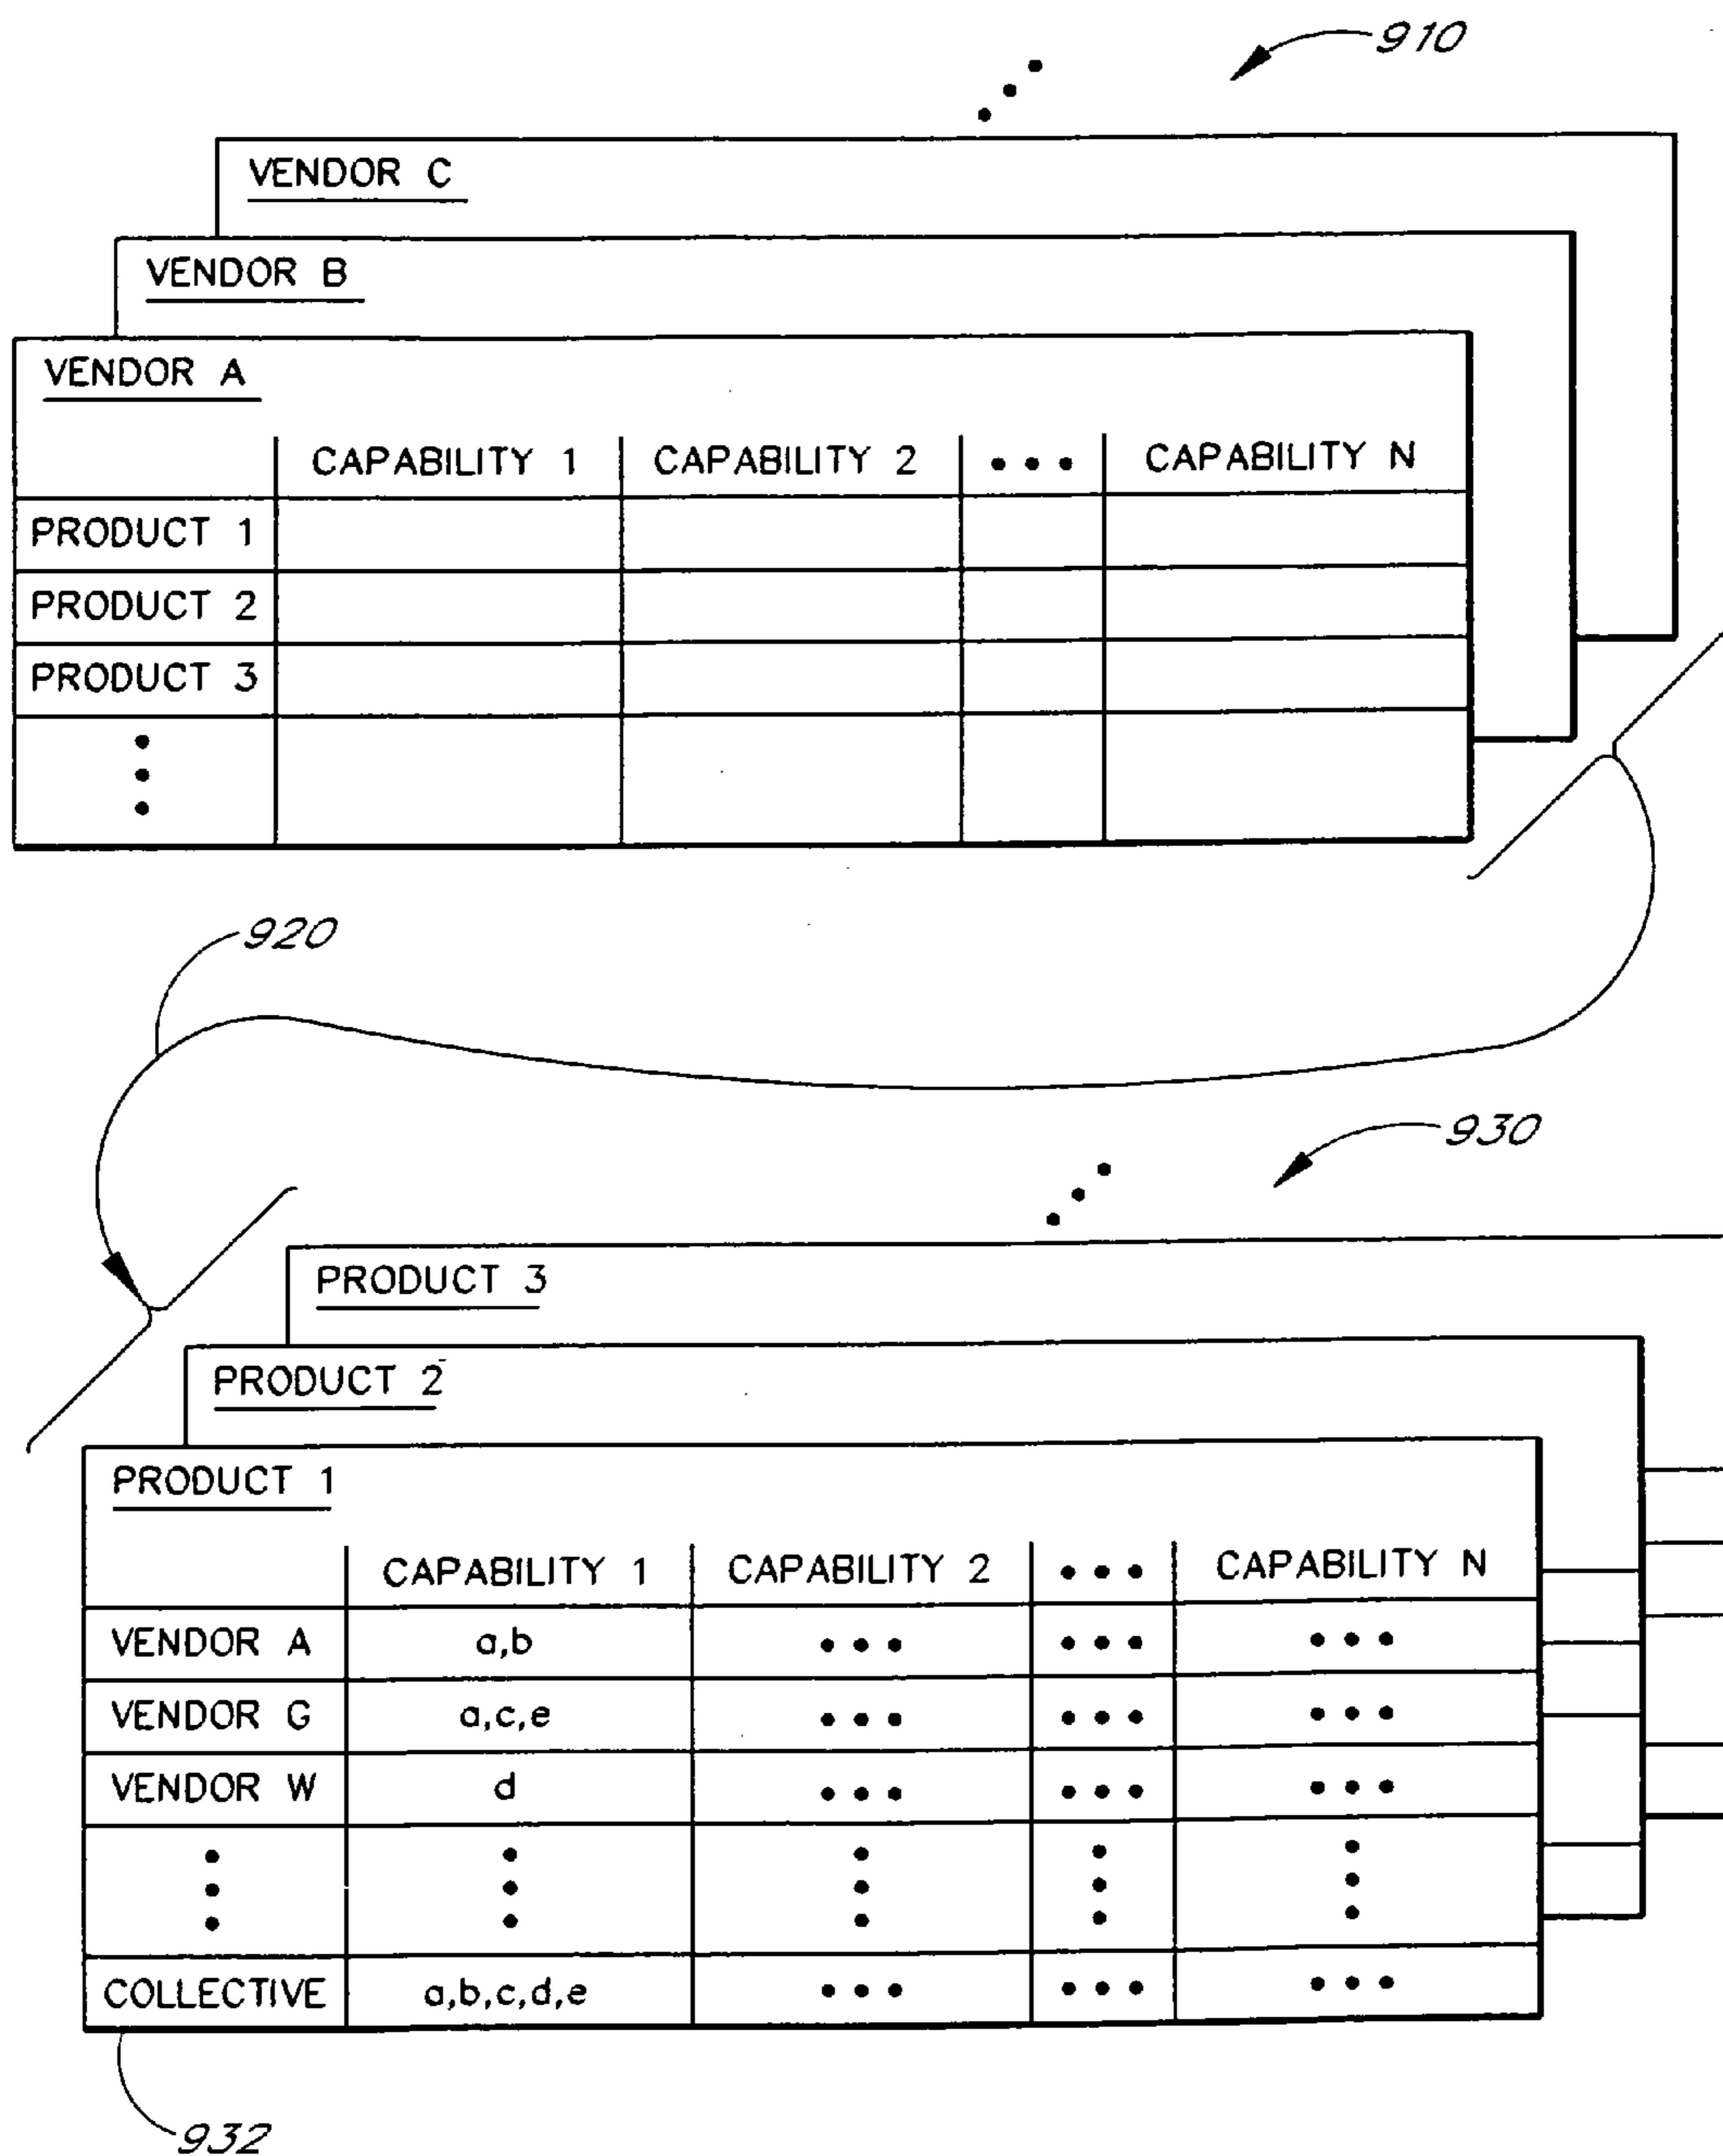 910
VENDOR C
VENDOR B
VENDOR A
CAPABILITY 1 CAPABILITY 2 ••• CAPABILITY N
PRODUCT 1
PRODUCT 2
PRODUCT 3
920
930
PRODUCT 3
PRODUCT 2
PRODUCT 1
CAPABILITY 1 CAPABILITY 2 ••• CAPABILITY N
VENDOR A a,b ••• ••• •••
VENDOR G a,c,e ••• ••• •••
VENDOR W d ••• ••• •••
COLLECTIVE a,b,c,d,e ••• ••• •••
932